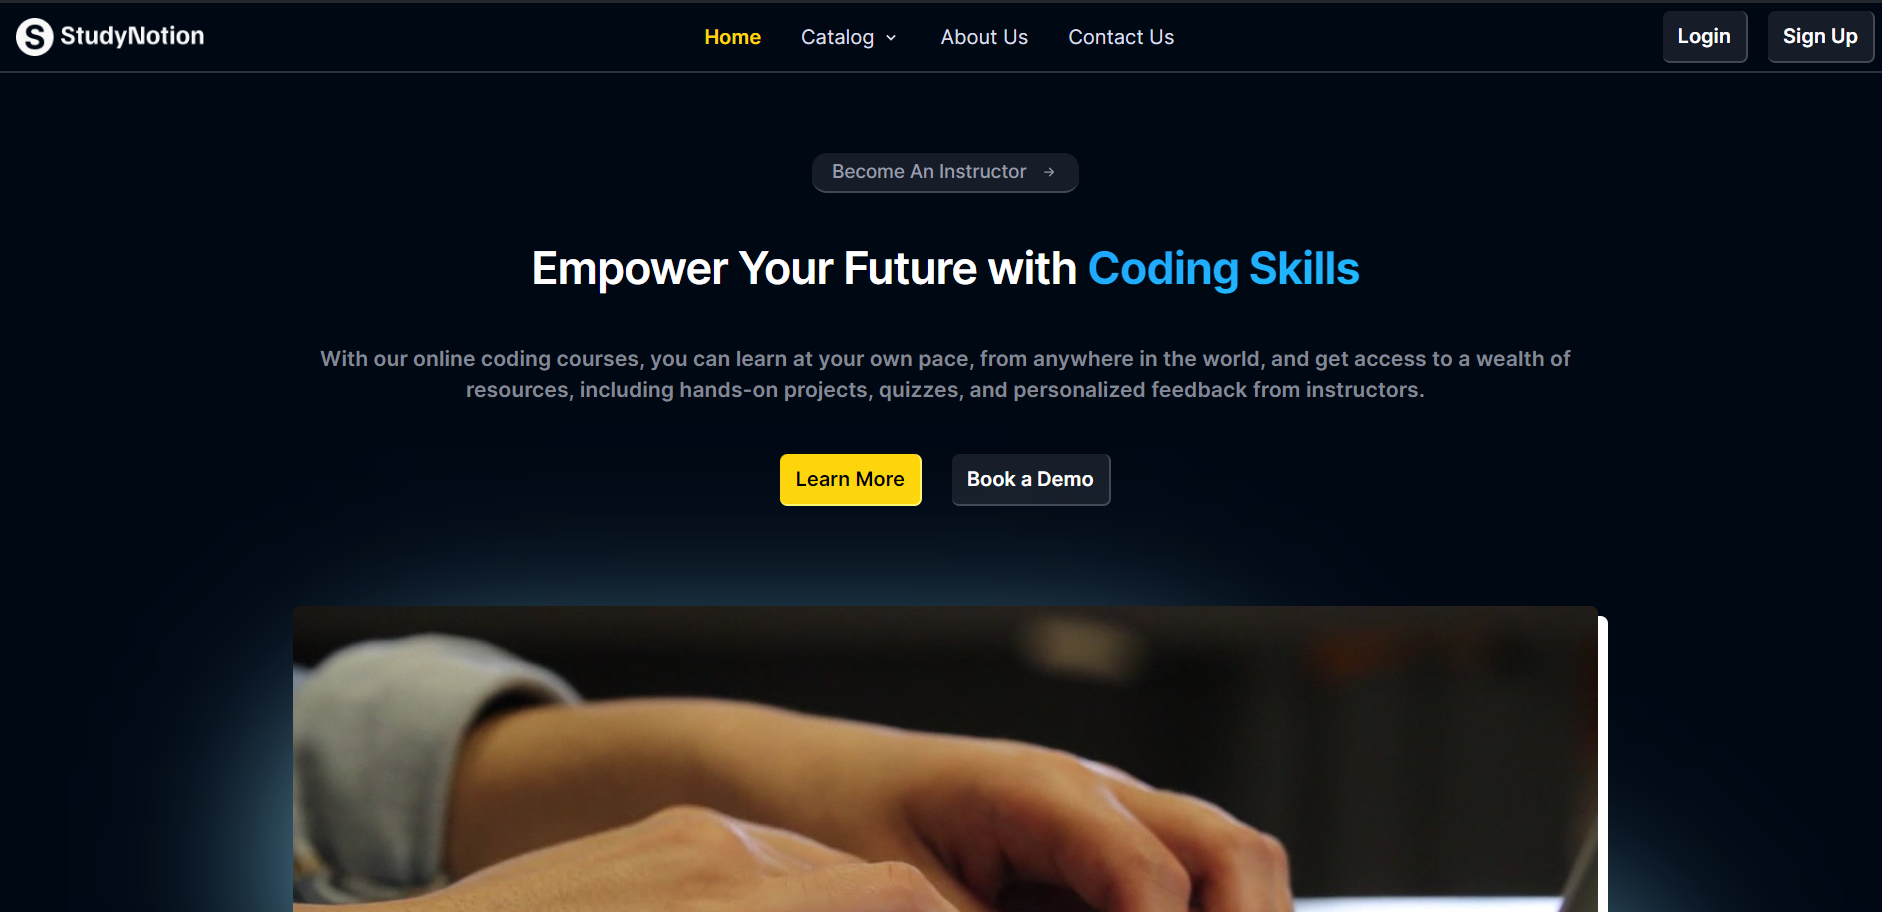 StudyNotion
Home
Catalog
About Us
Contact Us
Login
Sign Up
Become An Instructor →
Empower Your Future with Coding Skills
With our online coding courses, you can learn at your own pace, from anywhere in the world, and get access to a wealth of
resources, including hands-on projects, quizzes, and personalized feedback from instructors.
Learn More
Book a Demo